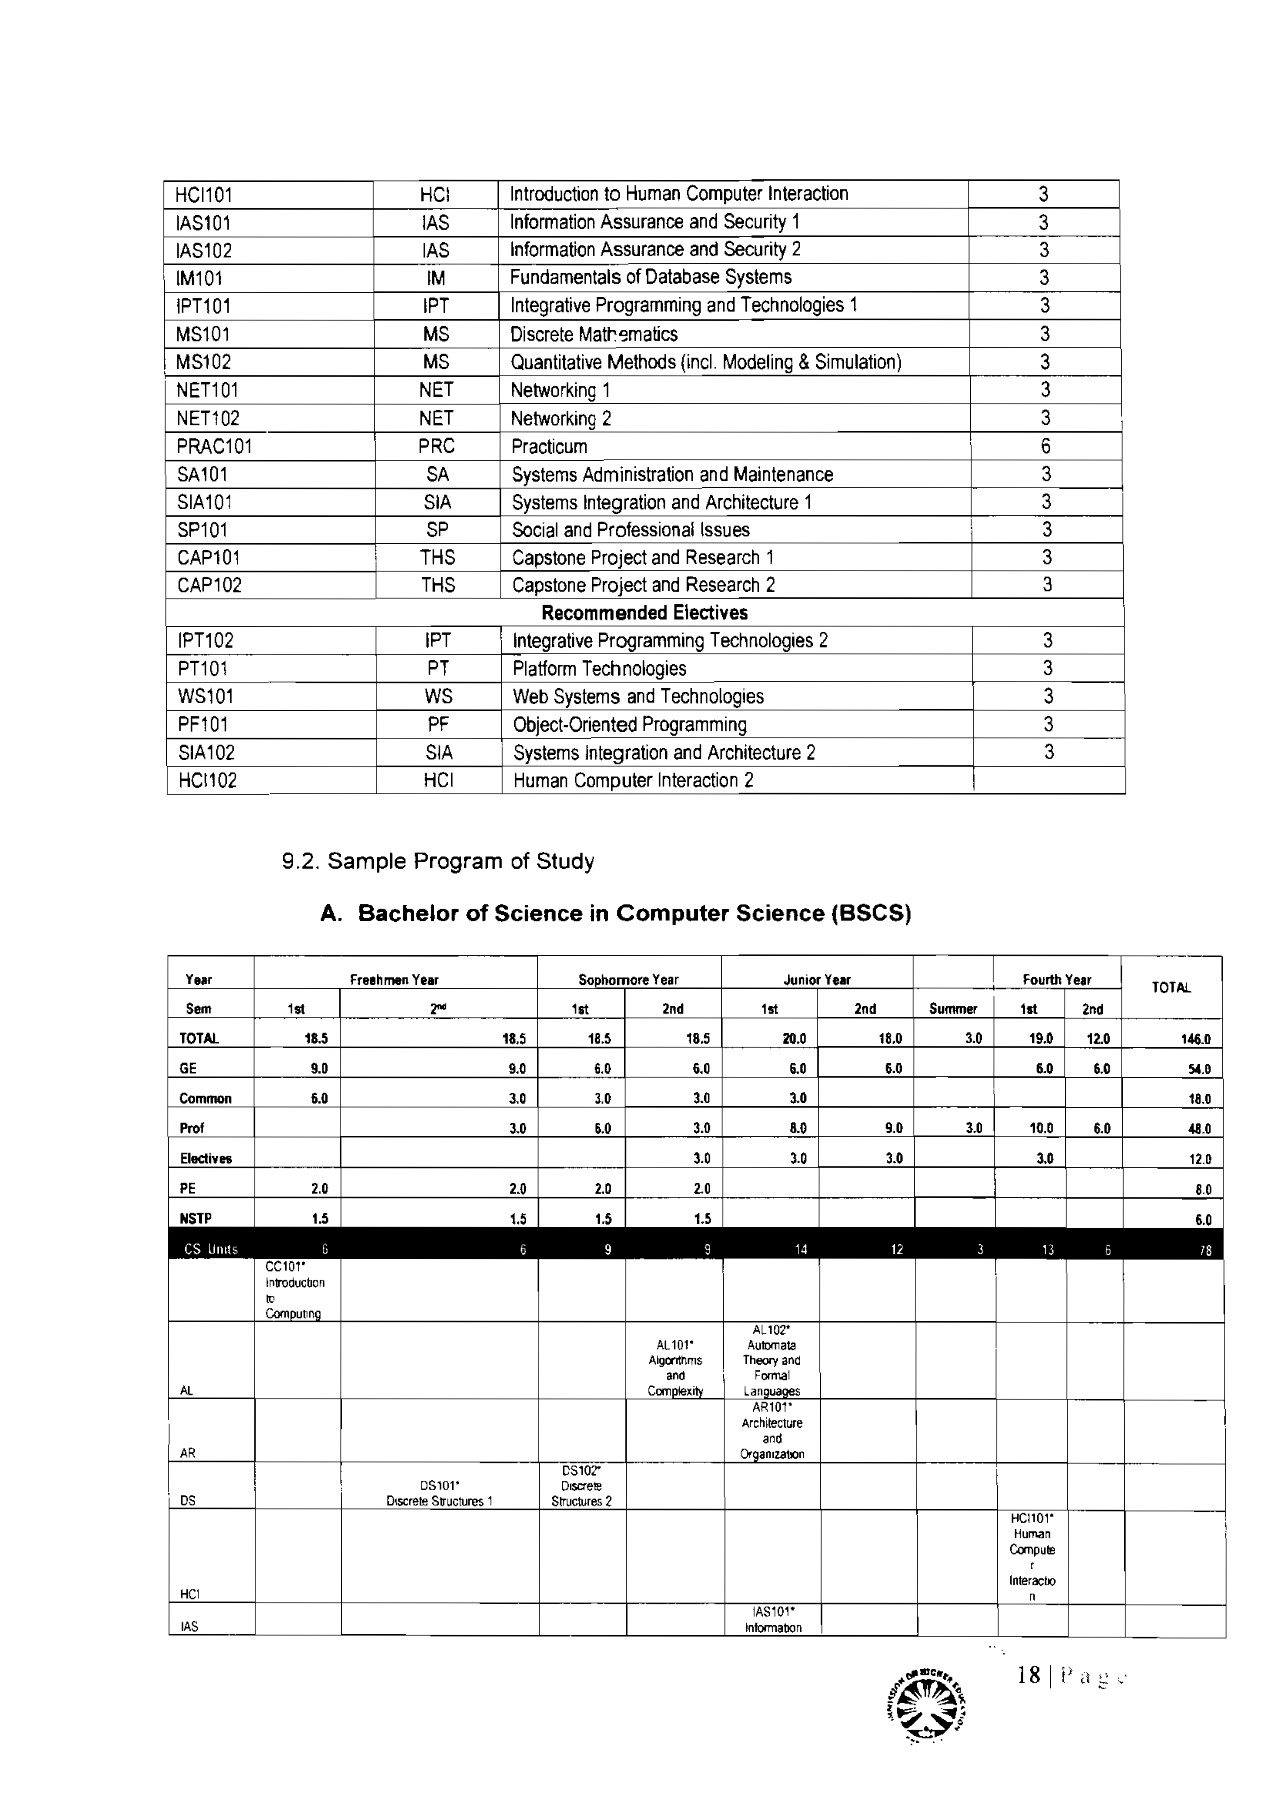 HCI101 HCI Introduction to Human Computer Interaction 3
IAS101 IAS Information Assurance and Security 1 3
IAS102 IAS Information Assurance and Security 2 3
IM101 IM Fundamentals of Database Systems 3
IPT101 IPT Integrative Programming and Technologies 1 3
MS101 MS Discrete Mathematics 3
MS102 MS Quantitative Methods (incl. Modeling & Simulation) 3
NET101 NET Networking 1 3
NET102 NET Networking 2 3
PRAC101 PRC Practicum 6
SA101 SA Systems Administration and Maintenance 3
SIA101 SIA Systems Integration and Architecture 1 3
SP101 SP Social and Professional Issues 3
CAP101 THS Capstone Project and Research 1 3
CAP102 THS Capstone Project and Research 2 3
Recommended Electives
IPT102 IPT Integrative Programming Technologies 2 3
PT101 PT Platform Technologies 3
WS101 WS Web Systems and Technologies 3
PF101 PF Object-Oriented Programming 3
SIA102 SIA Systems Integration and Architecture 2 3
HCI102 HCI Human Computer Interaction 2
9.2. Sample Program of Study
A. Bachelor of Science in Computer Science (BSCS)
Year Freshmen Year Sophomore Year Junior Year Fourth Year TOTAL
Sem 1st 2nd 1st 2nd 1st 2nd Summer 1st 2nd
TOTAL 18.5 18.5 18.5 18.5 20.0 18.0 3.0 19.0 12.0 146.0
GE 9.0 9.0 6.0 6.0 6.0 6.0 6.0 6.0 54.0
Common 6.0 3.0 3.0 3.0 3.0 18.0
Prof 3.0 6.0 3.0 8.0 9.0 3.0 10.0 6.0 48.0
Electives 3.0 3.0 3.0 3.0 12.0
PE 2.0 2.0 2.0 2.0 8.0
NSTP 1.5 1.5 1.5 1.5 6.0
CS Units 6 6 9 9 14 12 3 13 6 78
CC101*
Introduction
to
Computing
AL
AL101*
Algorithms
and
Complexity
AL102*
Automata
Theory and
Formal
Languages
AR
AR101*
Architecture
and
Organization
DS
DS101*
Discrete Structures 1
DS102*
Discrete
Structures 2
HCI
HCI101*
Human
Compute
r
Interactio
n
IAS
IAS101*
Information
18 | Page